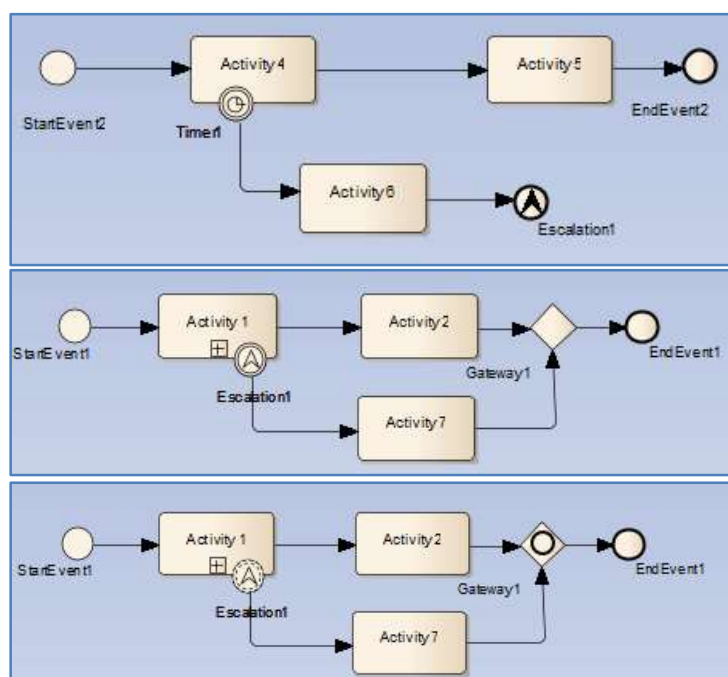 Activity 4
Activity 5
StartEvent2
Timer1
EndEvent2
Activity 6
Escalation1
Activity 1
Activity 2
StartEvent1
EndEvent1
Gateway1
Escalation1
Activity 7
Activity 1
Activity 2
StartEvent1
EndEvent1
Gateway1
Escalation1
Activity 7